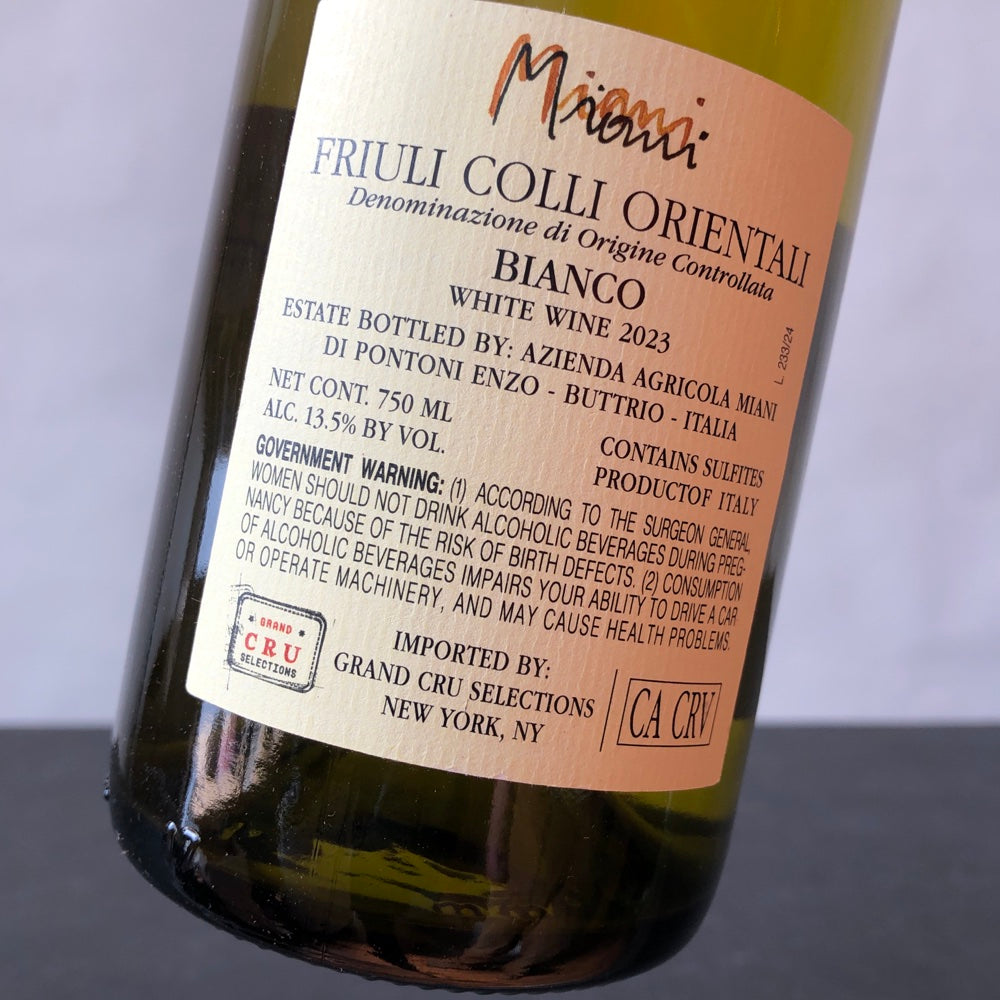 Miani
FRIULI COLLI ORIENTALI
Denominazione di Origine Controllata
BIANCO
WHITE WINE 2023
ESTATE BOTTLED BY: AZIENDA AGRICOLA MIANI
DI PONTONI ENZO - BUTTRIO - ITALIA
L. 233/24
NET CONT. 750 ML
ALC. 13.5% BY VOL.
CONTAINS SULFITES
PRODUCTOF ITALY
GOVERNMENT WARNING: (1) ACCORDING TO THE SURGEON GENERAL,
WOMEN SHOULD NOT DRINK ALCOHOLIC BEVERAGES DURING PREG-
NANCY BECAUSE OF THE RISK OF BIRTH DEFECTS. (2) CONSUMPTION
OF ALCOHOLIC BEVERAGES IMPAIRS YOUR ABILITY TO DRIVE A CAR
OR OPERATE MACHINERY, AND MAY CAUSE HEALTH PROBLEMS.
GRAND
CRU
SELECTIONS
IMPORTED BY:
GRAND CRU SELECTIONS
NEW YORK, NY
CA CRV